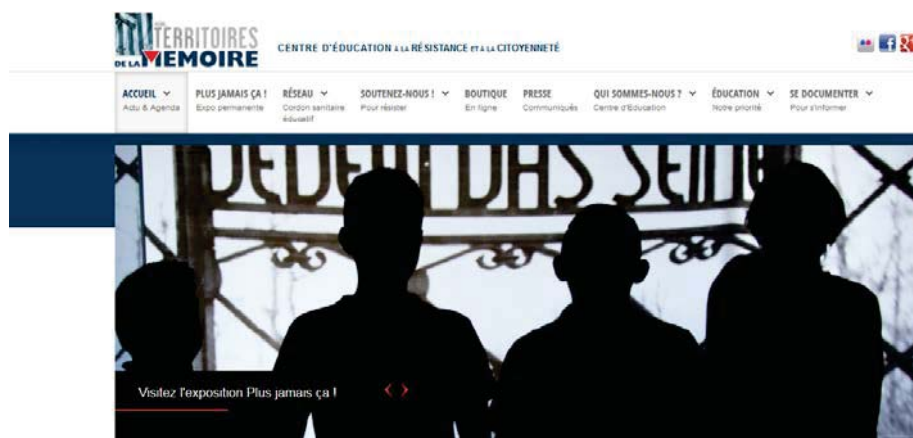 TERRITOIRES
DE LA MEMOIRE
CENTRE D'ÉDUCATION À LA RÉSISTANCE ET À LA CITOYENNETÉ
ACCUEIL
Actu & Agenda
PLUS JAMAIS ÇA !
Expo permanente
RÉSEAU
Cordon sanitaire
éducatif
SOUTENEZ-NOUS !
Pour résister
BOUTIQUE
En ligne
PRESSE
Communiqués
QUI SOMMES-NOUS ?
Centre d'Education
ÉDUCATION
Notre priorité
SE DOCUMENTER
Pour s'informer
JEDEM DAS SEINE
Visitez l'exposition Plus jamais ça !